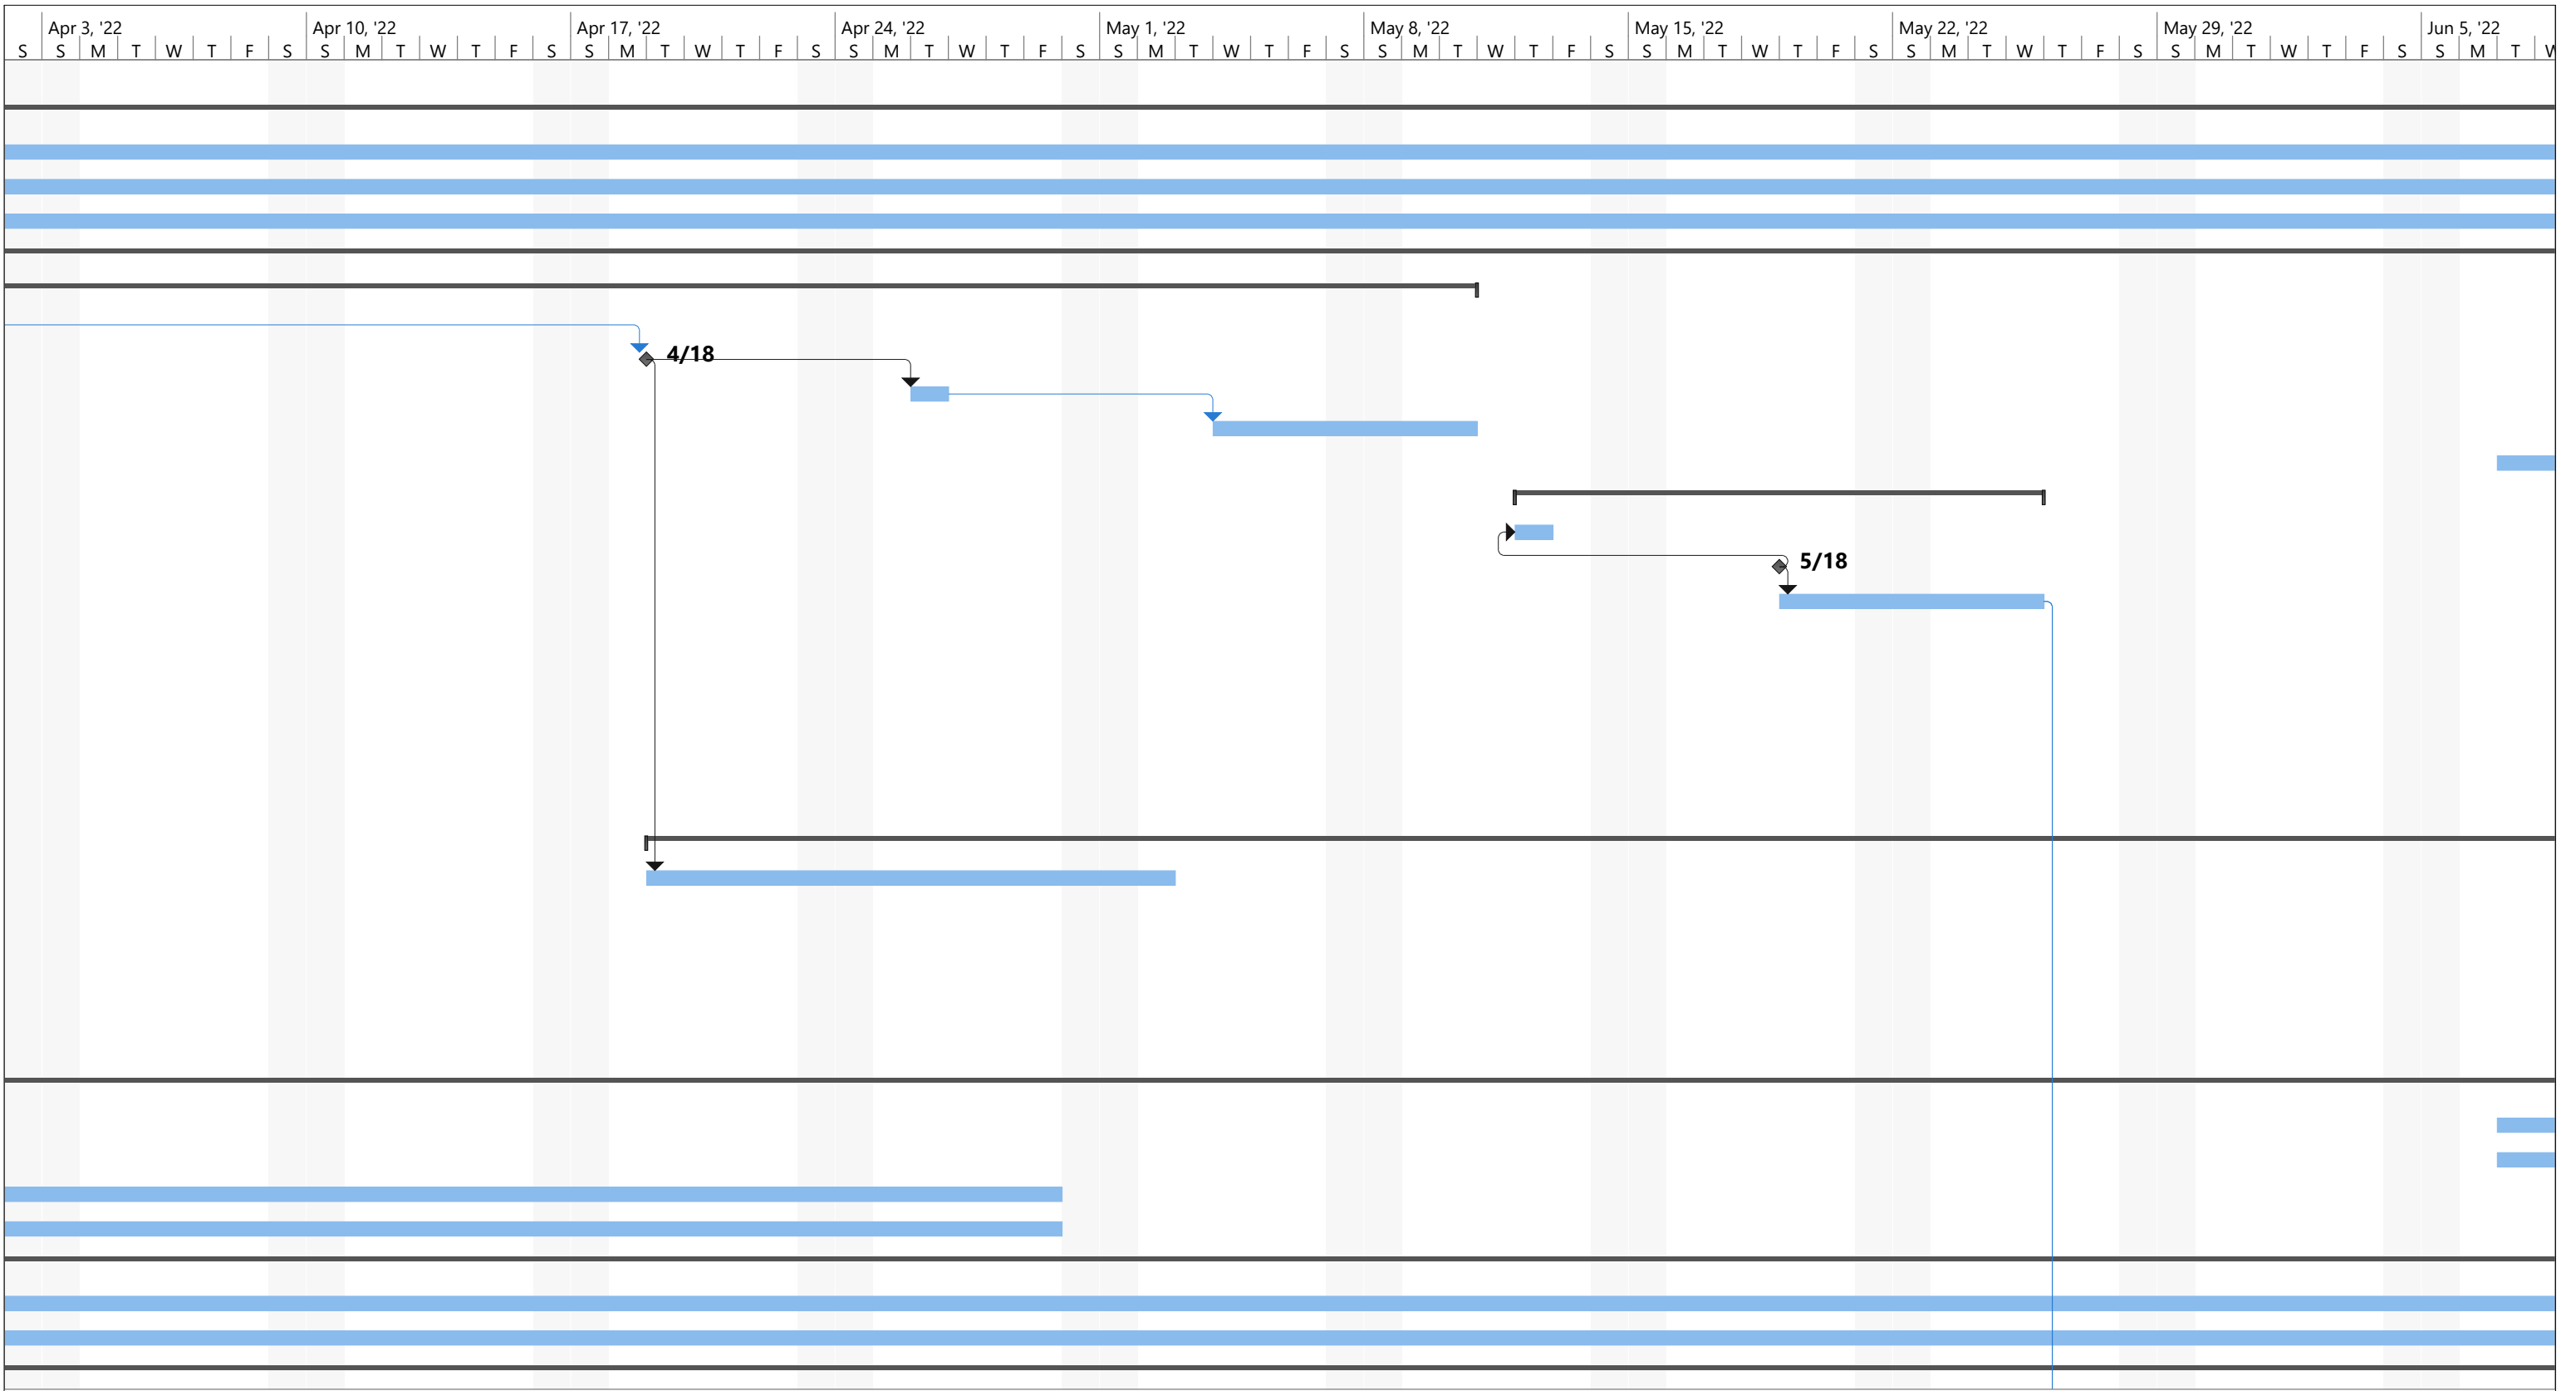 Apr 3, '22 Apr 10, '22 Apr 17, '22 Apr 24, '22 May 1, '22 May 8, '22 May 15, '22 May 22, '22 May 29, '22 Jun 5, '22
S S M T W T F S S M T W T F S S M T W T F S S M T W T F S S M T W T F S S M T W T F S S M T W T F S S M T W T F S S M T W T F S S M T W
4/18
5/18